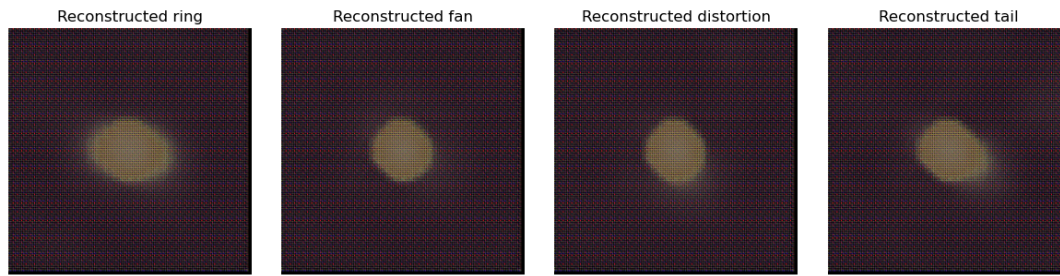 Reconstructed ring
Reconstructed fan
Reconstructed distortion
Reconstructed tail